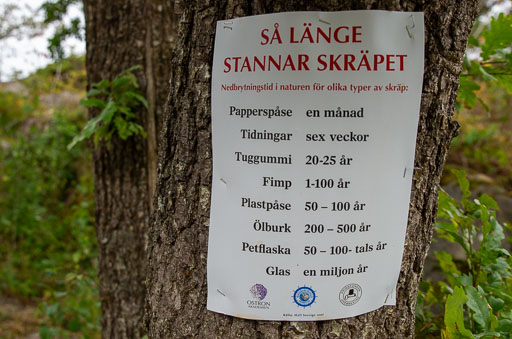 SÅ LÄNGE
STANNAR SKRÄPET
Nedbrytningstid i naturen för olika typer av skräp:
Papperspåse en månad
Tidningar sex veckor
Tuggummi 20-25 år
Fimp 1-100 år
Plastpåse 50 – 100 år
Ölburk 200 – 500 år
Petflaska 50 – 100- tals år
Glas en miljon år
OSTRON